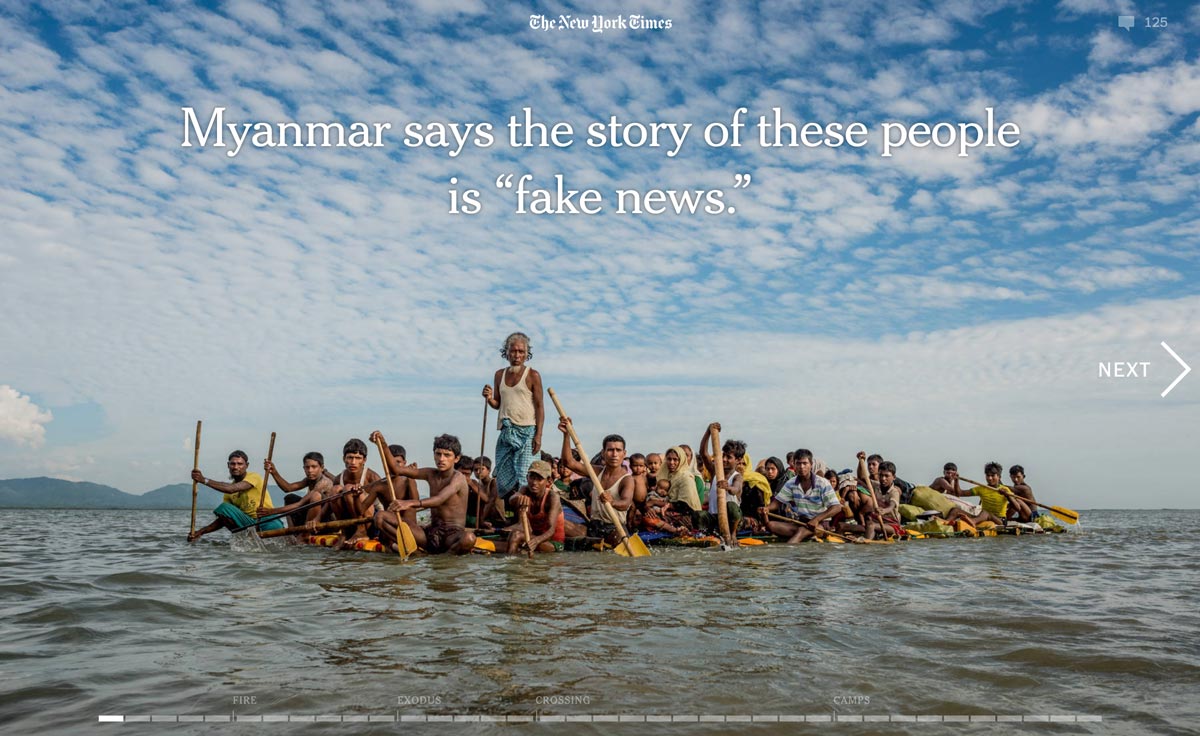 The New York Times
125
Myanmar says the story of these people
is “fake news.”
NEXT
FIRE
EXODUS
CROSSING
CAMPS